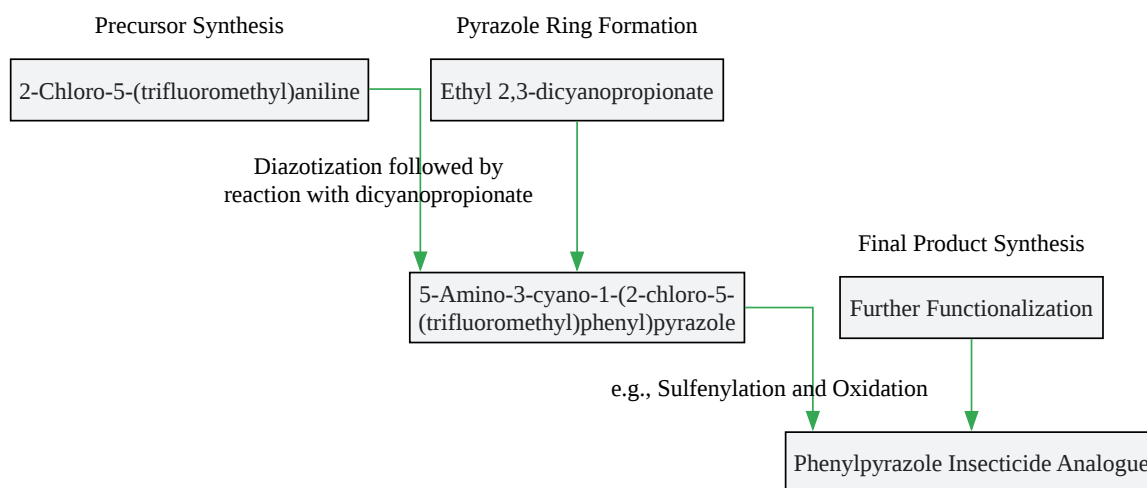 Precursor Synthesis
Pyrazole Ring Formation
2-Chloro-5-(trifluoromethyl)aniline
Ethyl 2,3-dicyanopropionate
Diazotization followed by
reaction with dicyanopropionate
Final Product Synthesis
5-Amino-3-cyano-1-(2-chloro-5-
(trifluoromethyl)phenyl)pyrazole
Further Functionalization
e.g., Sulfenylation and Oxidation
Phenylpyrazole Insecticide Analogue